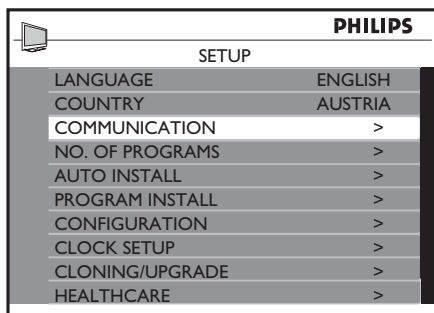 PHILIPS
SETUP
LANGUAGE ENGLISH
COUNTRY AUSTRIA
COMMUNICATION >
NO. OF PROGRAMS >
AUTO INSTALL >
PROGRAM INSTALL >
CONFIGURATION >
CLOCK SETUP >
CLONING/UPGRADE >
HEALTHCARE >